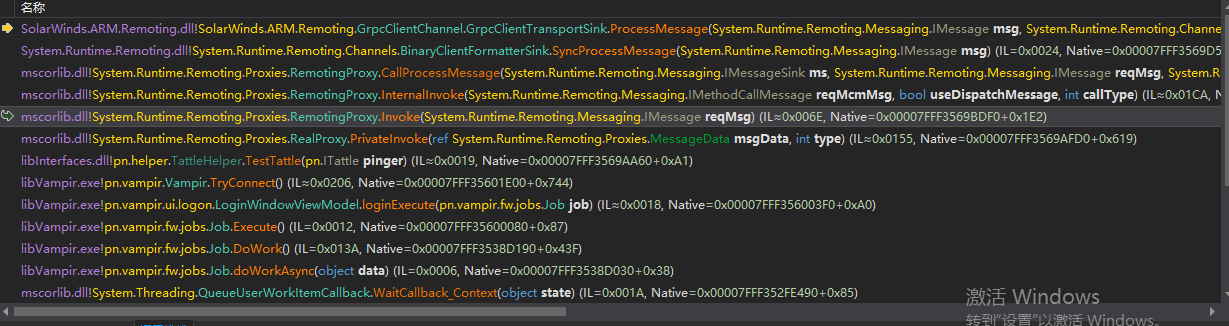 名称
SolarWinds.ARM.Remoting.dll!SolarWinds.ARM.Remoting.GrpcClientChannel.GrpcClientTransportSink.ProcessMessage(System.Runtime.Remoting.Messaging.IMessage msg, System.Runtime.Remoting.Channe
System.Runtime.Remoting.dll!System.Runtime.Remoting.Channels.BinaryClientFormatterSink.SyncProcessMessage(System.Runtime.Remoting.Messaging.IMessage msg) (IL=0x0024, Native=0x00007FFF3569D5
mscorlib.dll!System.Runtime.Remoting.Proxies.RemotingProxy.CallProcessMessage(System.Runtime.Remoting.Messaging.IMessageSink ms, System.Runtime.Remoting.Messaging.IMessage reqMsg, System.R
mscorlib.dll!System.Runtime.Remoting.Proxies.RemotingProxy.InternalInvoke(System.Runtime.Remoting.Messaging.IMethodCallMessage reqMcmMsg, bool useDispatchMessage, int callType) (IL≈0x01CA, N
mscorlib.dll!System.Runtime.Remoting.Proxies.RemotingProxy.Invoke(System.Runtime.Remoting.Messaging.IMessage reqMsg) (IL≈0x006E, Native=0x00007FFF3569BDF0+0x1E2)
mscorlib.dll!System.Runtime.Remoting.Proxies.RealProxy.PrivateInvoke(ref System.Runtime.Remoting.Proxies.MessageData msgData, int type) (IL≈0x0155, Native=0x00007FFF3569AFD0+0x619)
libInterfaces.dll!pn.helper.TattleHelper.TestTattle(pn.ITattle pinger) (IL≈0x0019, Native=0x00007FFF3569AA60+0xA1)
libVampir.exe!pn.vampir.Vampir.TryConnect() (IL≈0x0206, Native=0x00007FFF35601E00+0x744)
libVampir.exe!pn.vampir.ui.logon.LoginWindowViewModel.loginExecute(pn.vampir.fw.jobs.Job job) (IL≈0x0018, Native=0x00007FFF356003F0+0xA0)
libVampir.exe!pn.vampir.fw.jobs.Job.Execute() (IL=0x0012, Native=0x00007FFF35600080+0x87)
libVampir.exe!pn.vampir.fw.jobs.Job.DoWork() (IL=0x013A, Native=0x00007FFF3538D190+0x43F)
libVampir.exe!pn.vampir.fw.jobs.Job.doWorkAsync(object data) (IL=0x0006, Native=0x00007FFF3538D030+0x38)
mscorlib.dll!System.Threading.QueueUserWorkItemCallback.WaitCallback_Context(object state) (IL=0x001A, Native=0x00007FFF352FE490+0x85)
激活 Windows
转到"设置"以激活 Windows。